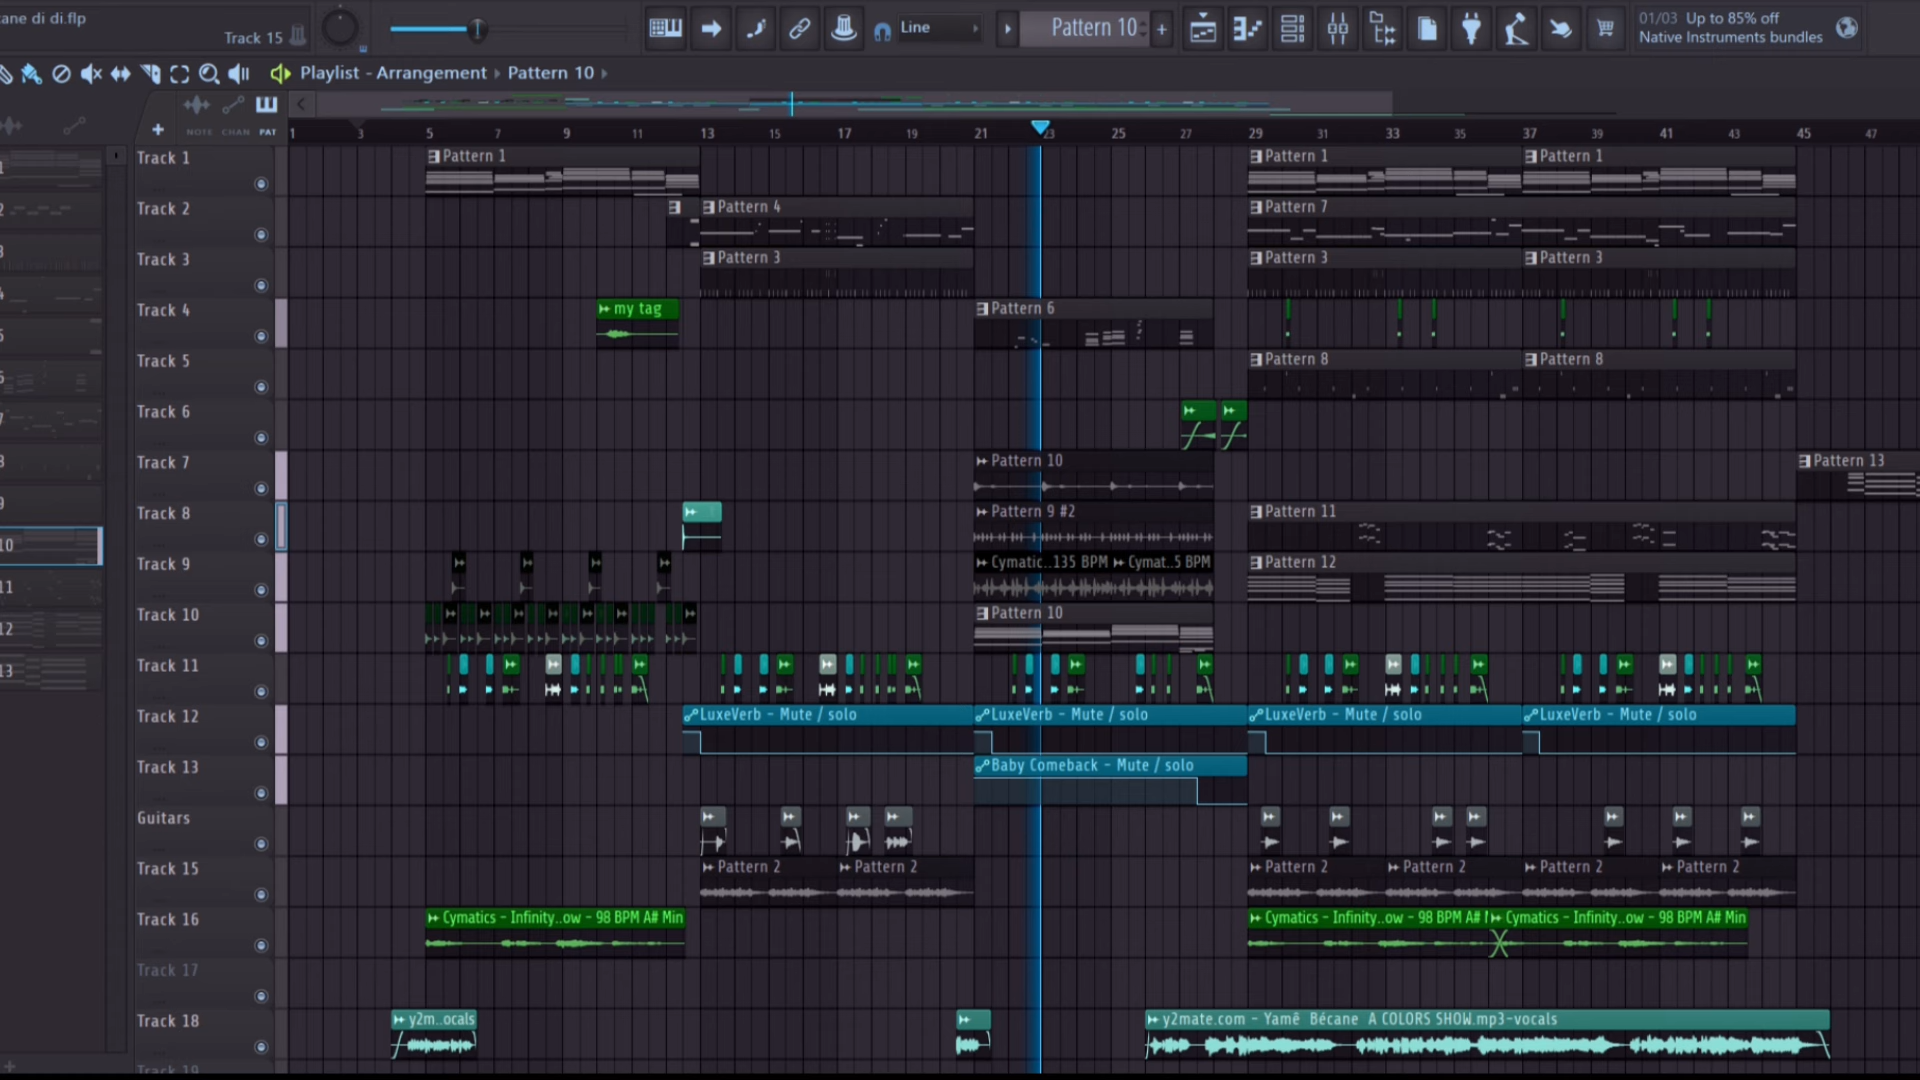 ane di di.flp
Track 15
Line
Pattern 10
+
01/03 Up to 85% off
Native Instruments bundles
Playlist - Arrangement Pattern 10
NOTE CHAN PAT
1 3 5 7 9 11 13 15 17 19 21 23 25 27 29 31 33 35 37 39 41 43 45 47
Track 1 Pattern 1 Pattern 1 Pattern 1
Track 2 Pattern 4 Pattern 7
Track 3 Pattern 3 Pattern 3 Pattern 3
Track 4 my tag Pattern 6
Track 5 Pattern 8 Pattern 8
Track 6
Track 7 Pattern 10 Pattern 13
Track 8 Pattern 9 #2 Pattern 11
10
Track 9 Cymatic..135 BPM Cymat..5 BPM Pattern 12
11
Track 10 Pattern 10
12
Track 11
13
Track 12 LuxeVerb - Mute / solo LuxeVerb - Mute / solo LuxeVerb - Mute / solo LuxeVerb - Mute / solo
Track 13 Baby Comeback - Mute / solo
Guitars
Track 15 Pattern 2 Pattern 2 Pattern 2 Pattern 2 Pattern 2 Pattern 2
Track 16 Cymatics - Infinity..ow - 98 BPM A# Min Cymatics - Infinity..ow - 98 BPM A# Cymatics - Infinity..ow - 98 BPM A# Min
Track 17
Track 18 y2m..ocals y2mate.com - Yamê Bécane A COLORS SHOW.mp3-vocals
Track 19